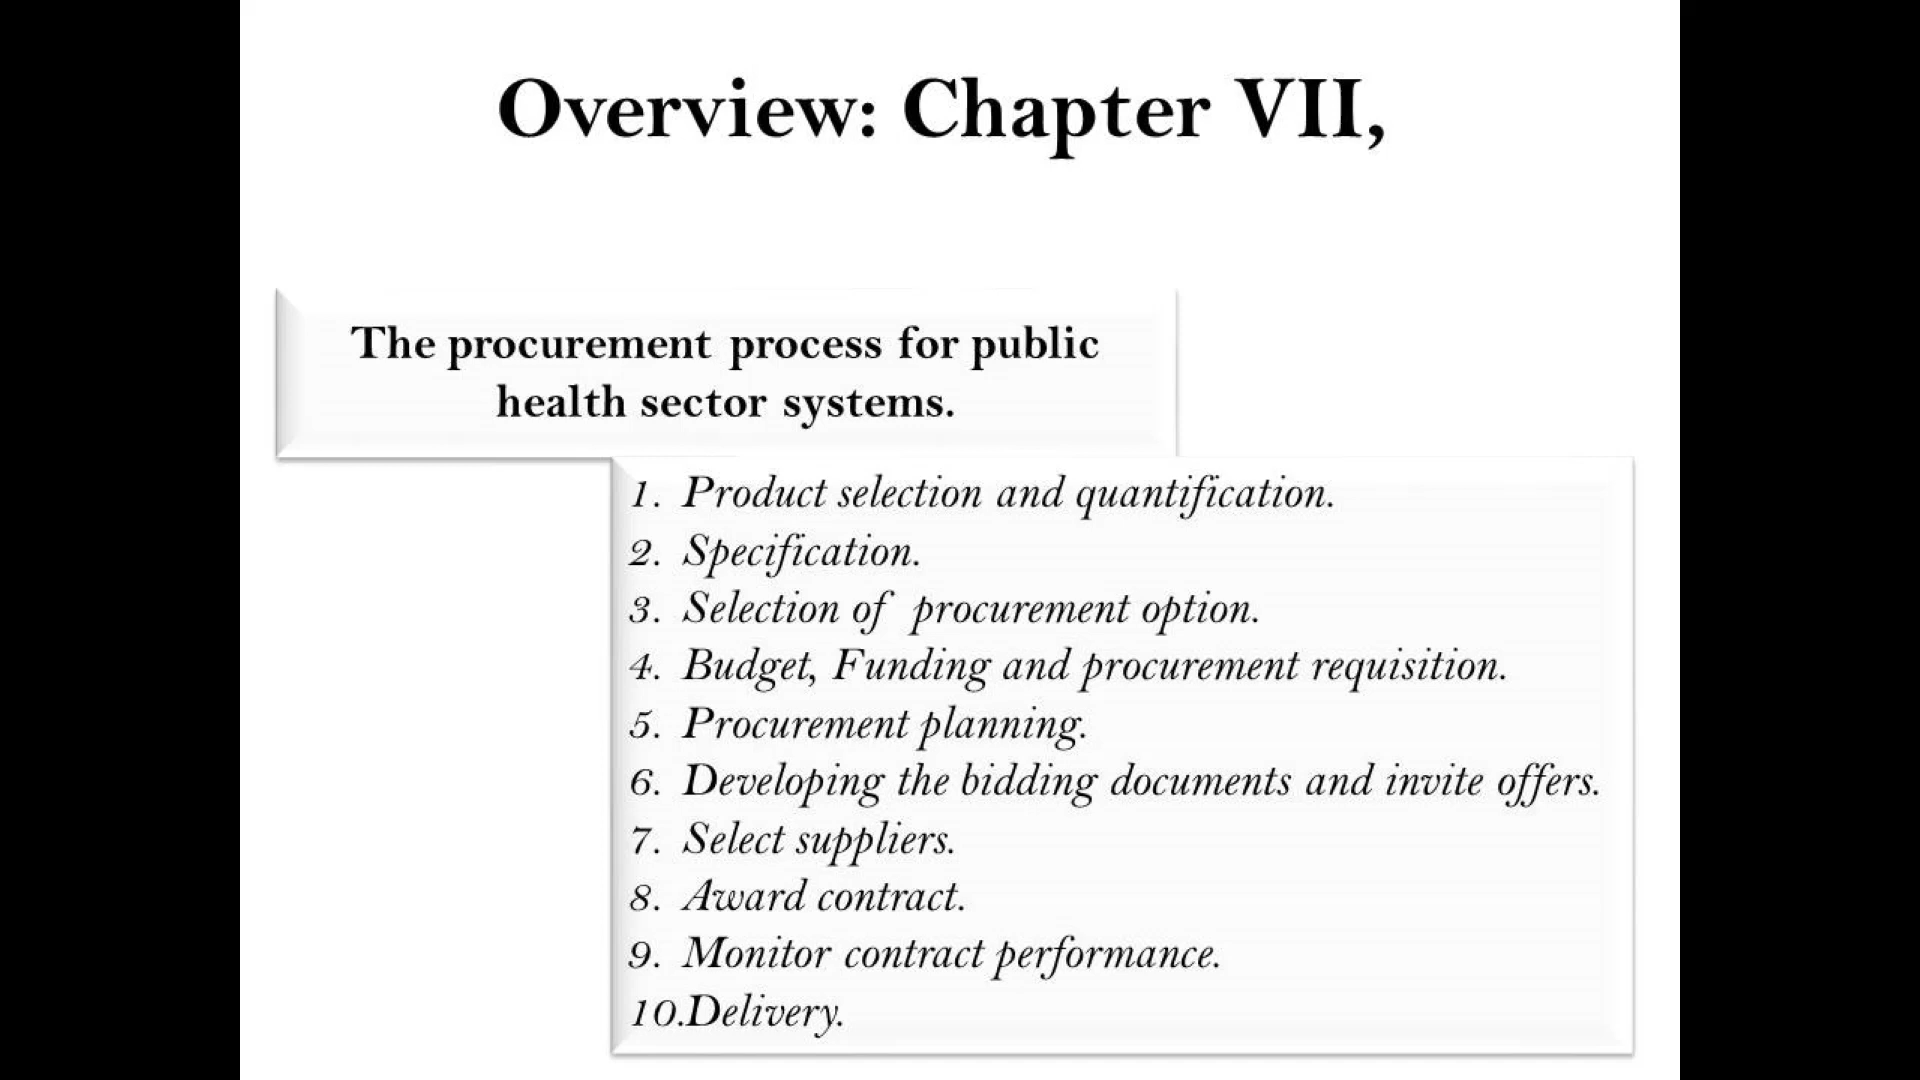 Overview: Chapter VII,
The procurement process for public
health sector systems.
1. Product selection and quantification.
2. Specification.
3. Selection of procurement option.
4. Budget, Funding and procurement requisition.
5. Procurement planning.
6. Developing the bidding documents and invite offers.
7. Select suppliers.
8. Award contract.
9. Monitor contract performance.
10.Delivery.